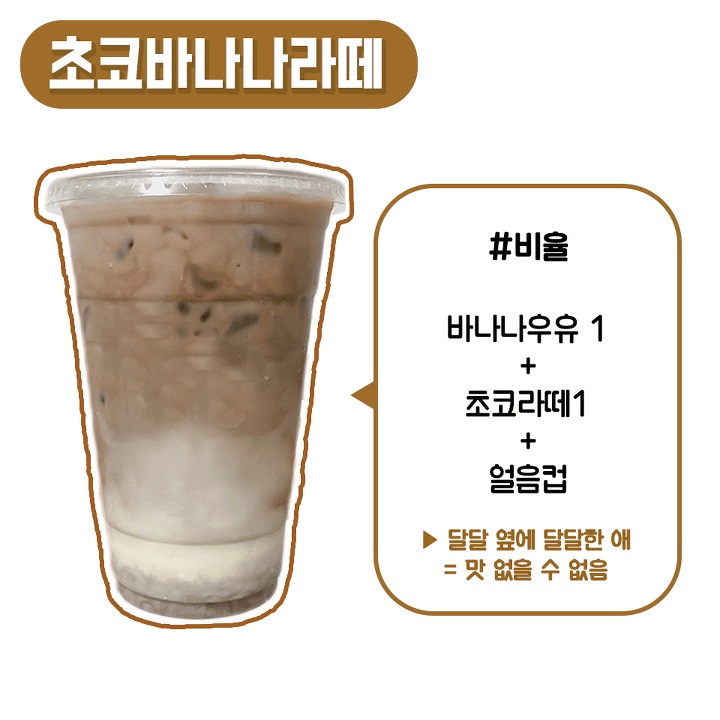 초코바나나라떼
#비율
바나나우유 1
+
초코라떼1
+
얼음컵
▶ 달달 옆에 달달한 애
= 맛 없을 수 없음